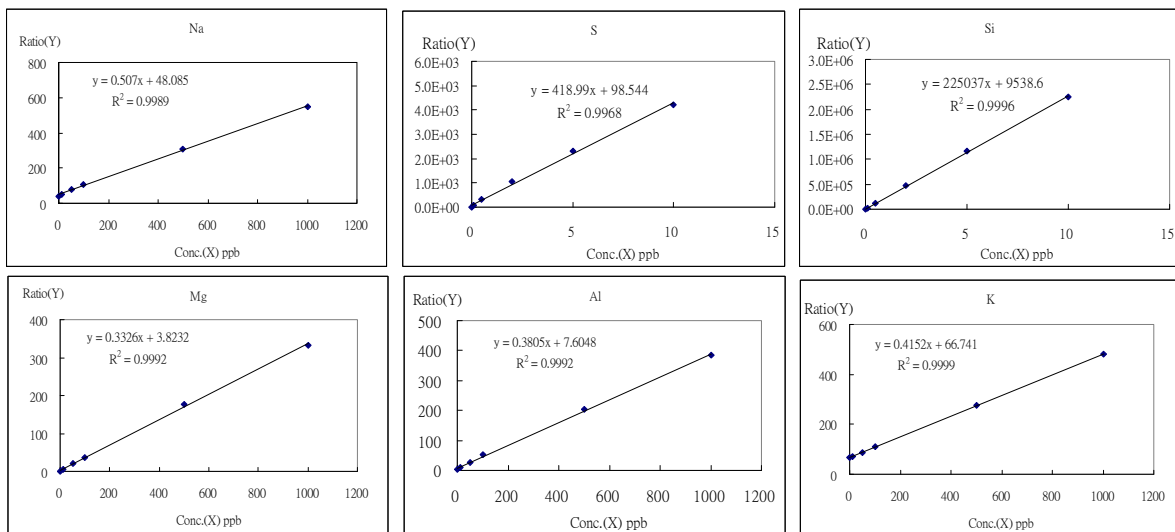 Na
Ratio(Y)
800
600
400
200
0
y = 0.507x + 48.085
R² = 0.9989
0 200 400 600 800 1000 1200
Conc.(X) ppb
S
Ratio(Y)
6.0E+03
5.0E+03
4.0E+03
3.0E+03
2.0E+03
1.0E+03
0.0E+00
y = 418.99x + 98.544
R² = 0.9968
0 5 10 15
Conc.(X) ppb
Si
Ratio(Y)
3.0E+06
2.5E+06
2.0E+06
1.5E+06
1.0E+06
5.0E+05
0.0E+00
y = 225037x + 9538.6
R² = 0.9996
0 5 10 15
Conc.(X) ppb
Mg
Ratio(Y)
400
300
200
100
0
y = 0.3326x + 3.8232
R² = 0.9992
0 200 400 600 800 1000 1200
Conc.(X) ppb
Al
Ratio(Y)
500
400
300
200
100
0
y = 0.3805x + 7.6048
R² = 0.9992
0 200 400 600 800 1000 1200
Conc.(X) ppb
K
Ratio(Y)
600
400
200
0
y = 0.4152x + 66.741
R² = 0.9999
0 200 400 600 800 1000 1200
Conc.(X) ppb